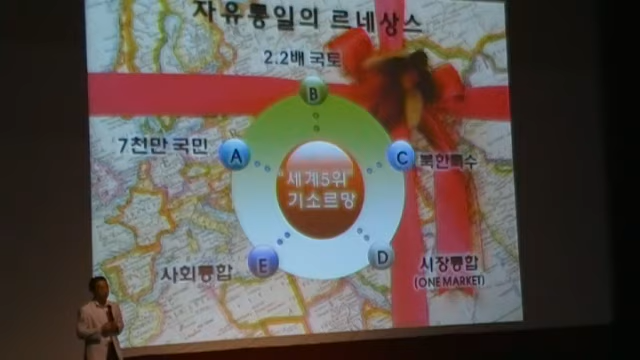 자유통일의 르네상스
2.2배 국토
B
7천만 국민
A
C
북한특수
세계5위
기소르망
사회통합
E
D
시장통합
(ONE MARKET)